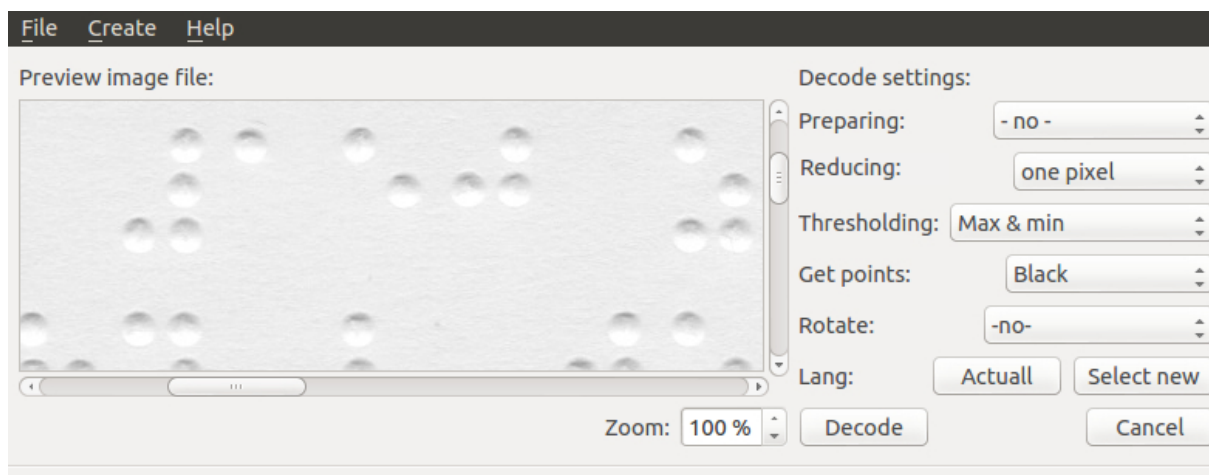 File Create Help
Preview image file:
Decode settings:
Preparing: - no -
Reducing: one pixel
Thresholding: Max & min
Get points: Black
Rotate: -no-
Lang: Actuall Select new
Zoom: 100 % Decode Cancel